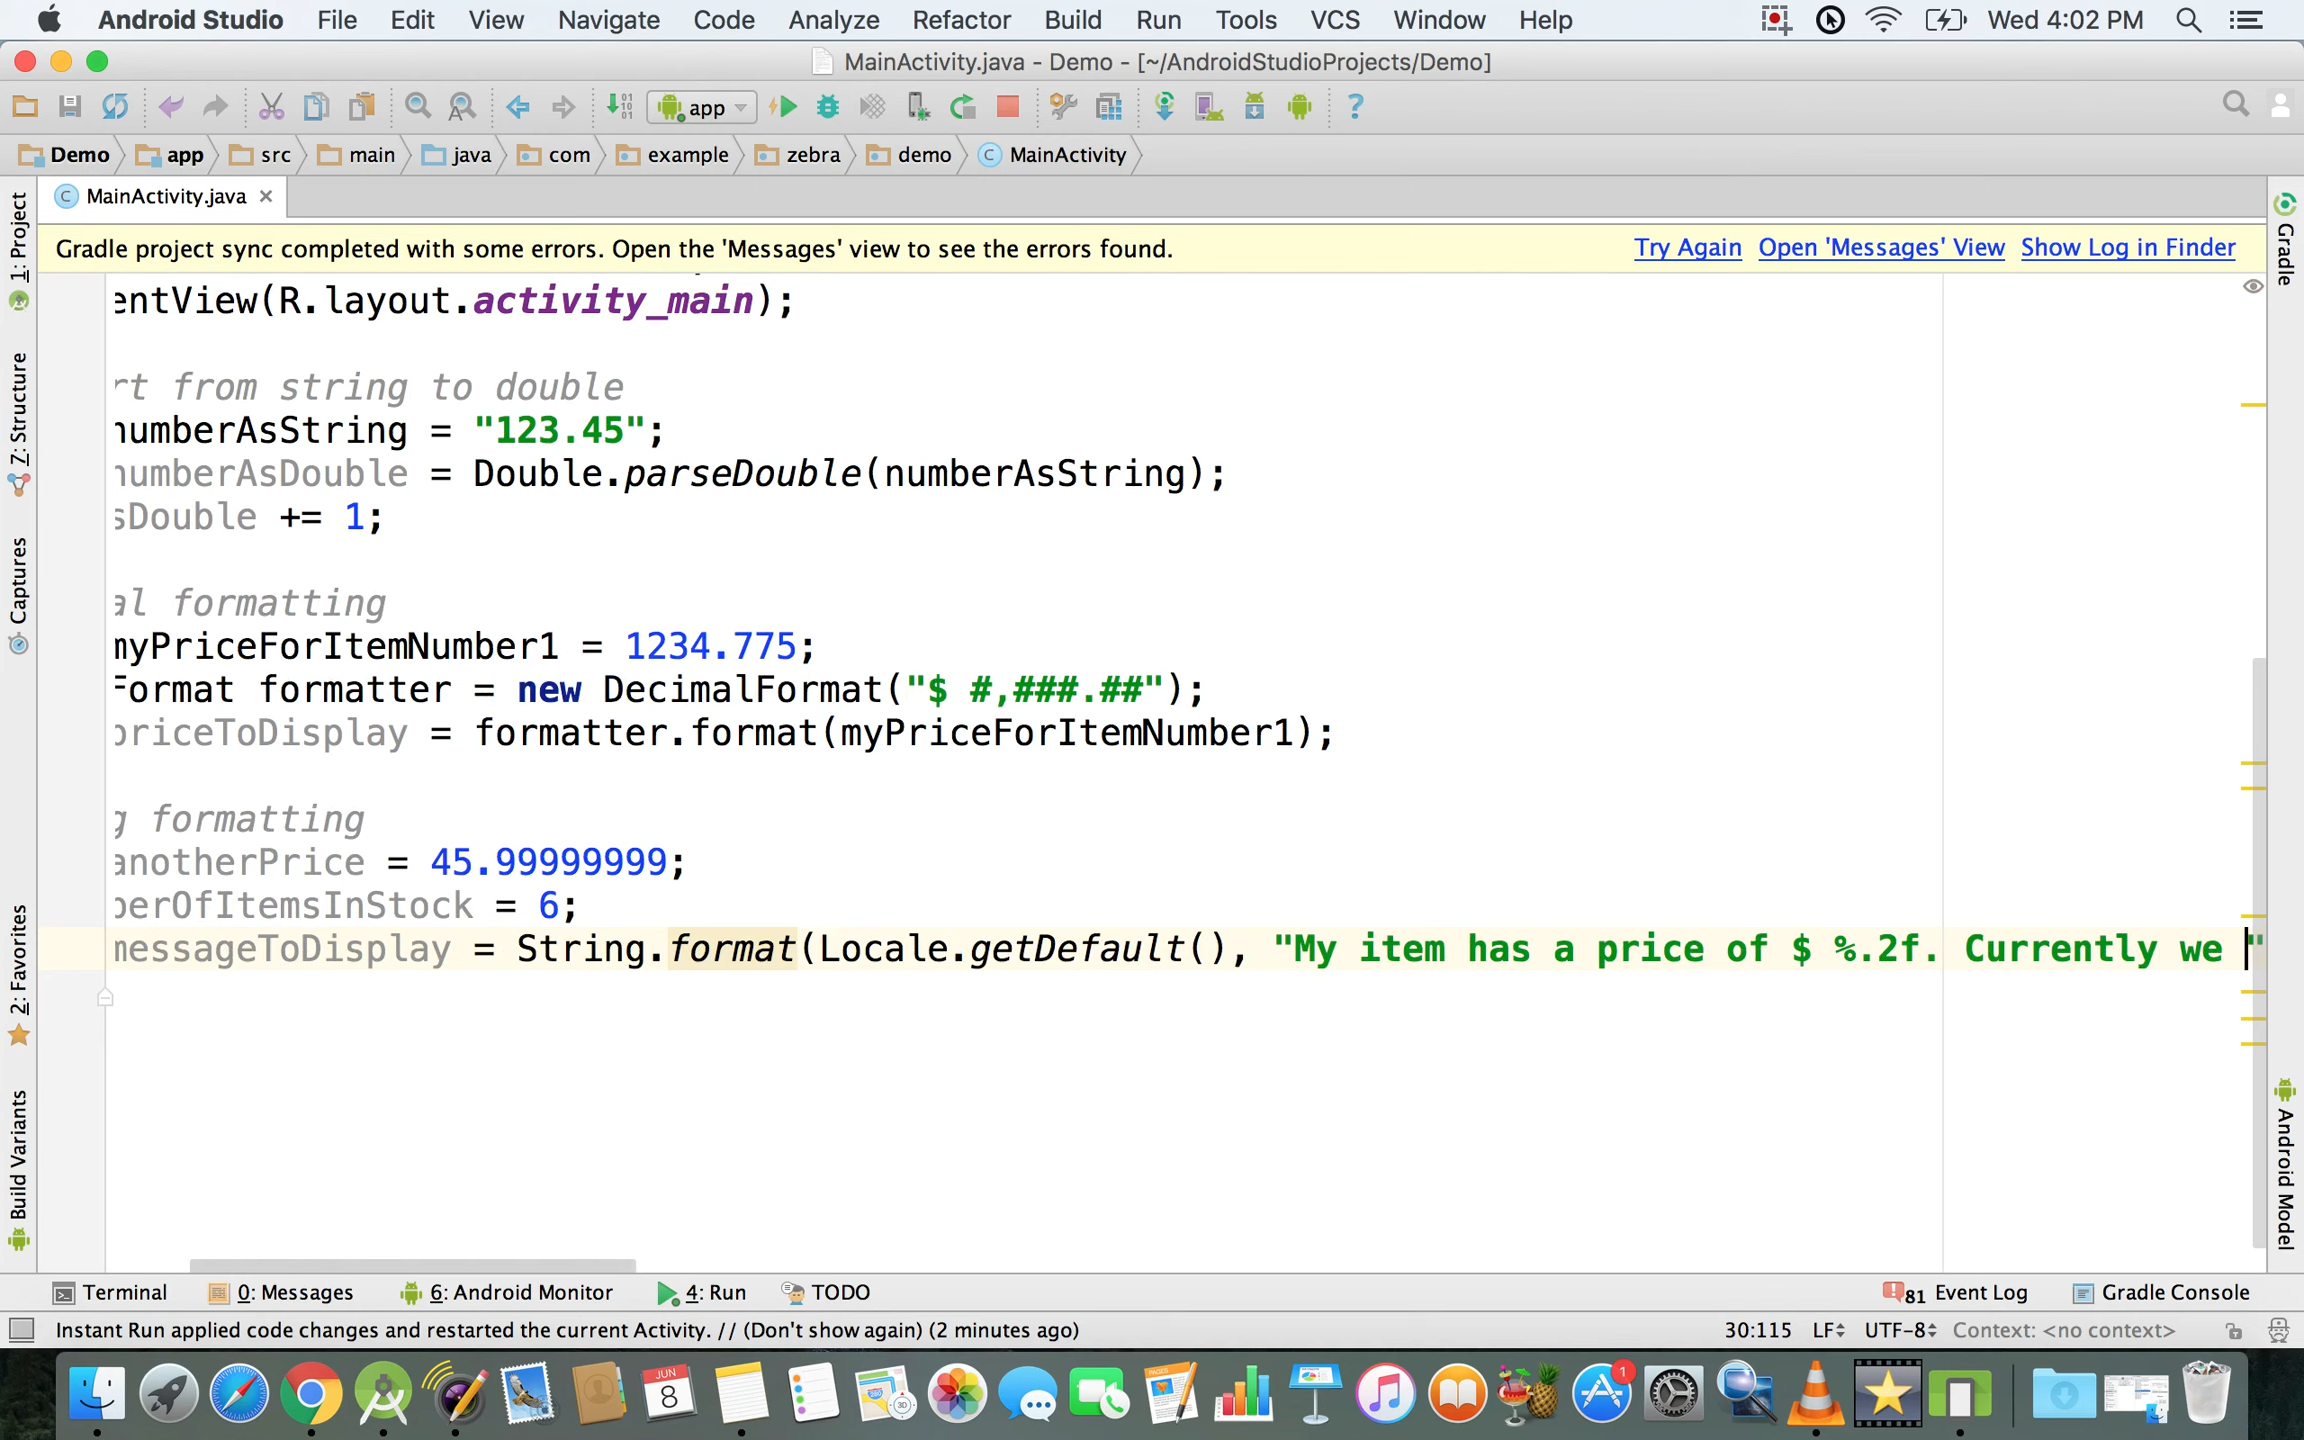 Android Studio File Edit View Navigate Code Analyze Refactor Build Run Tools VCS Window Help Wed 4:02 PM
MainActivity.java - Demo - [~/AndroidStudioProjects/Demo]
app
Demo app src main java com example zebra demo MainActivity
MainActivity.java
Gradle project sync completed with some errors. Open the 'Messages' view to see the errors found. Try Again Open 'Messages' View Show Log in Finder
1: Project
7: Structure
Captures
2: Favorites
Build Variants
entView(R.layout.activity_main);
rt from string to double
numberAsString = "123.45";
numberAsDouble = Double.parseDouble(numberAsString);
sDouble += 1;
al formatting
myPriceForItemNumber1 = 1234.775;
Format formatter = new DecimalFormat("$ #,###.##");
priceToDisplay = formatter.format(myPriceForItemNumber1);
g formatting
anotherPrice = 45.99999999;
berOfItemsInStock = 6;
messageToDisplay = String.format(Locale.getDefault(), "My item has a price of $ %.2f. Currently we "
Gradle
Android Model
Terminal 0: Messages 6: Android Monitor 4: Run TODO 81 Event Log Gradle Console
Instant Run applied code changes and restarted the current Activity. // (Don't show again) (2 minutes ago) 30:115 LF UTF-8 Context: <no context>
JUN
8
PAGES
1